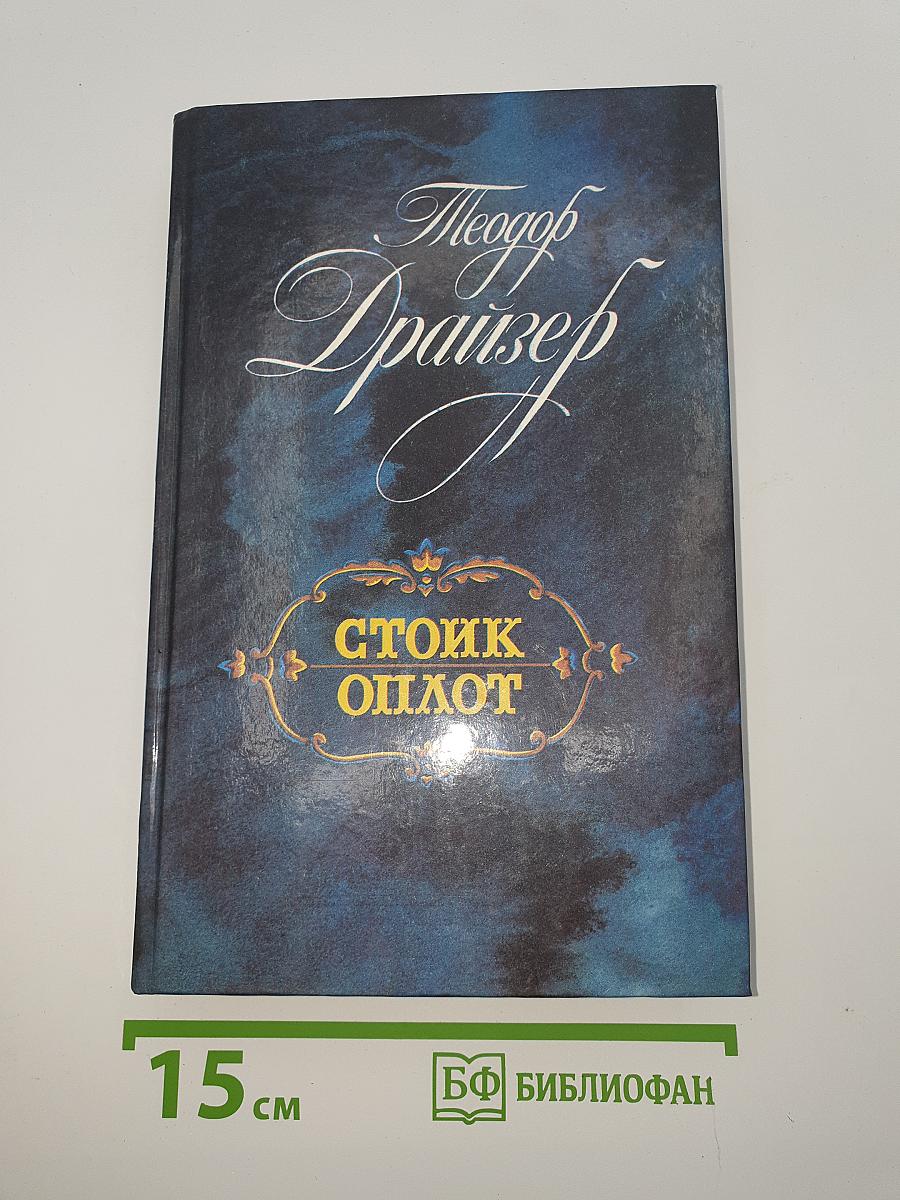 Теодор
Драйзер
СТОИК
ОПЛОТ
15 см
БФ БИБЛИОФАН